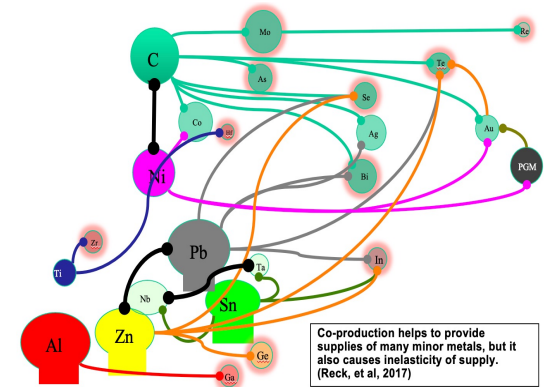 Mo
Re
C
As
Te
Se
Co
Hf
Ag
Au
Ni
Bi
PGM
Zr
Pb
Ti
Ta
In
Nb
Sn
Al
Zn
Ge
Ga
Co-production helps to provide
supplies of many minor metals, but it
also causes inelasticity of supply.
(Reck, et al, 2017)